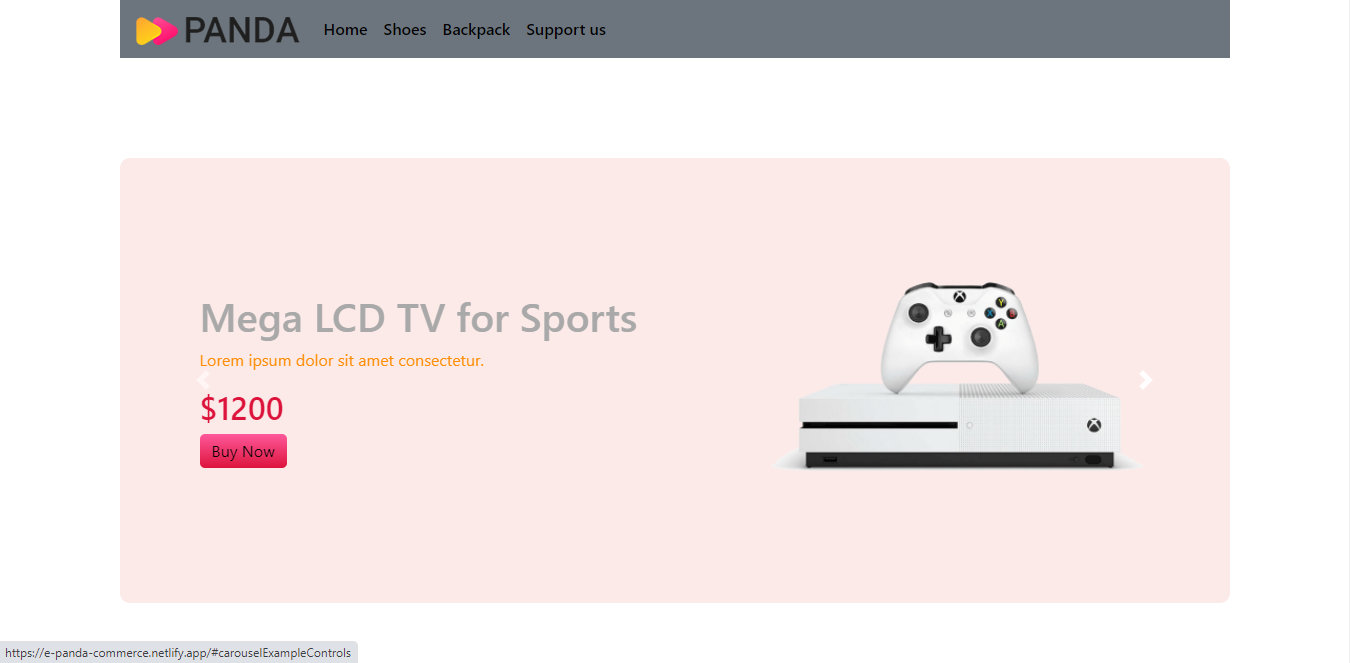 PANDA Home Shoes Backpack Support us
Mega LCD TV for Sports
Lorem ipsum dolor sit amet consectetur.
$1200
Buy Now
Y
X B
A
https://e-panda-commerce.netlify.app/#carouselExampleControls